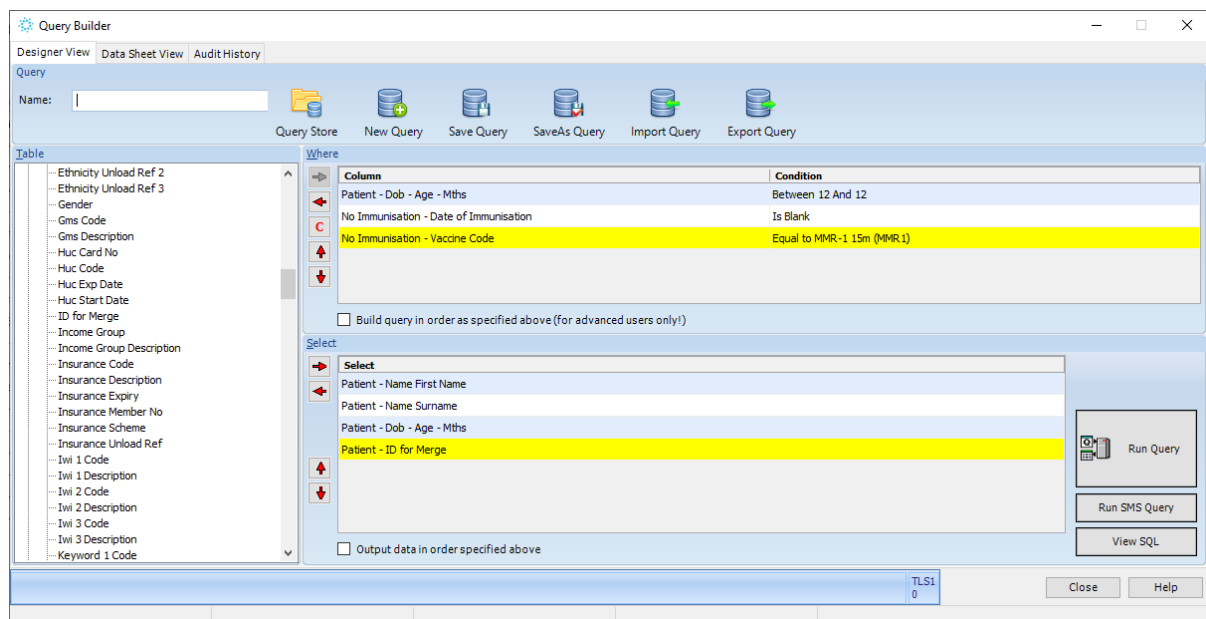 Query Builder
Designer View Data Sheet View Audit History
Query
Name:
Query Store New Query Save Query SaveAs Query Import Query Export Query
Table
Ethnicity Unload Ref 2
Ethnicity Unload Ref 3
Gender
Gms Code
Gms Description
Huc Card No
Huc Code
Huc Exp Date
Huc Start Date
ID for Merge
Income Group
Income Group Description
Insurance Code
Insurance Description
Insurance Expiry
Insurance Member No
Insurance Scheme
Insurance Unload Ref
Iwi 1 Code
Iwi 1 Description
Iwi 2 Code
Iwi 2 Description
Iwi 3 Code
Iwi 3 Description
Keyword 1 Code
Where
Column Condition
Patient - Dob - Age - Mths Between 12 And 12
No Immunisation - Date of Immunisation Is Blank
C
No Immunisation - Vaccine Code Equal to MMR-1 15m (MMR1)
Build query in order as specified above (for advanced users only!)
Select
Select
Patient - Name First Name
Patient - Name Surname
Patient - Dob - Age - Mths
Patient - ID for Merge
Output data in order specified above
Run Query
Run SMS Query
View SQL
TLS1
0
Close Help